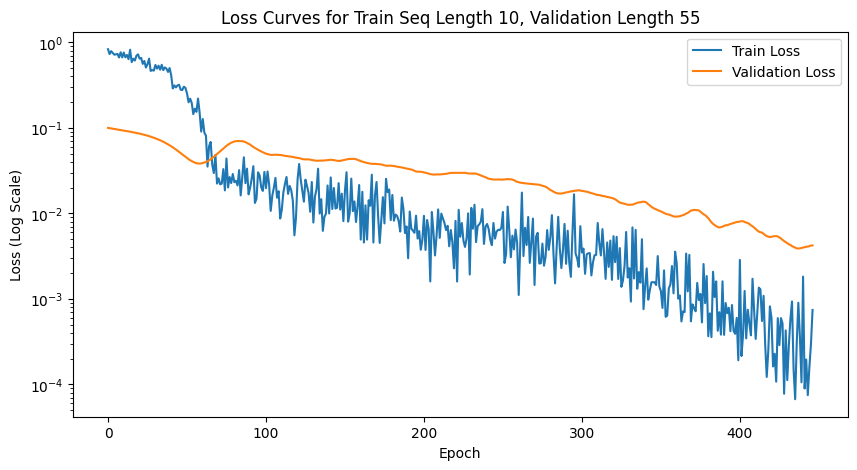 Loss Curves for Train Seq Length 10, Validation Length 55
Train Loss
Validation Loss
10⁰
10⁻¹
10⁻²
10⁻³
10⁻⁴
Loss (Log Scale)
0 100 200 300 400
Epoch